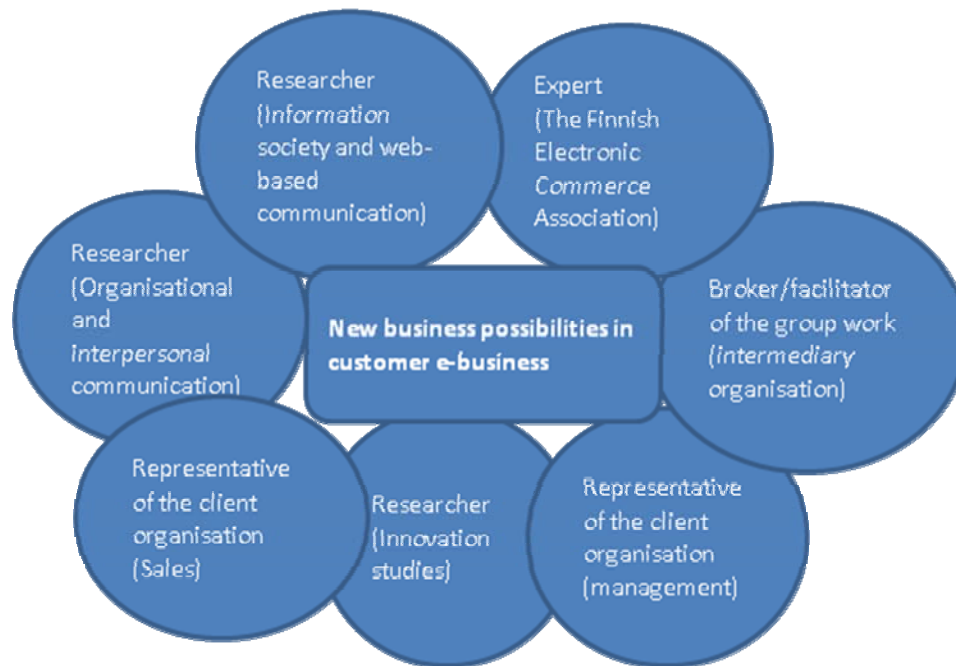 Researcher
(Information
society and web-
based
communication)
Expert
(The Finnish
Electronic
Commerce
Association)
Researcher
(Organisational
and
interpersonal
communication)
New business possibilities in
customer e-business
Broker/facilitator
of the group work
(intermediary
organisation)
Representative
of the client
organisation
(Sales)
Researcher
(Innovation
studies)
Representative
of the client
organisation
(management)